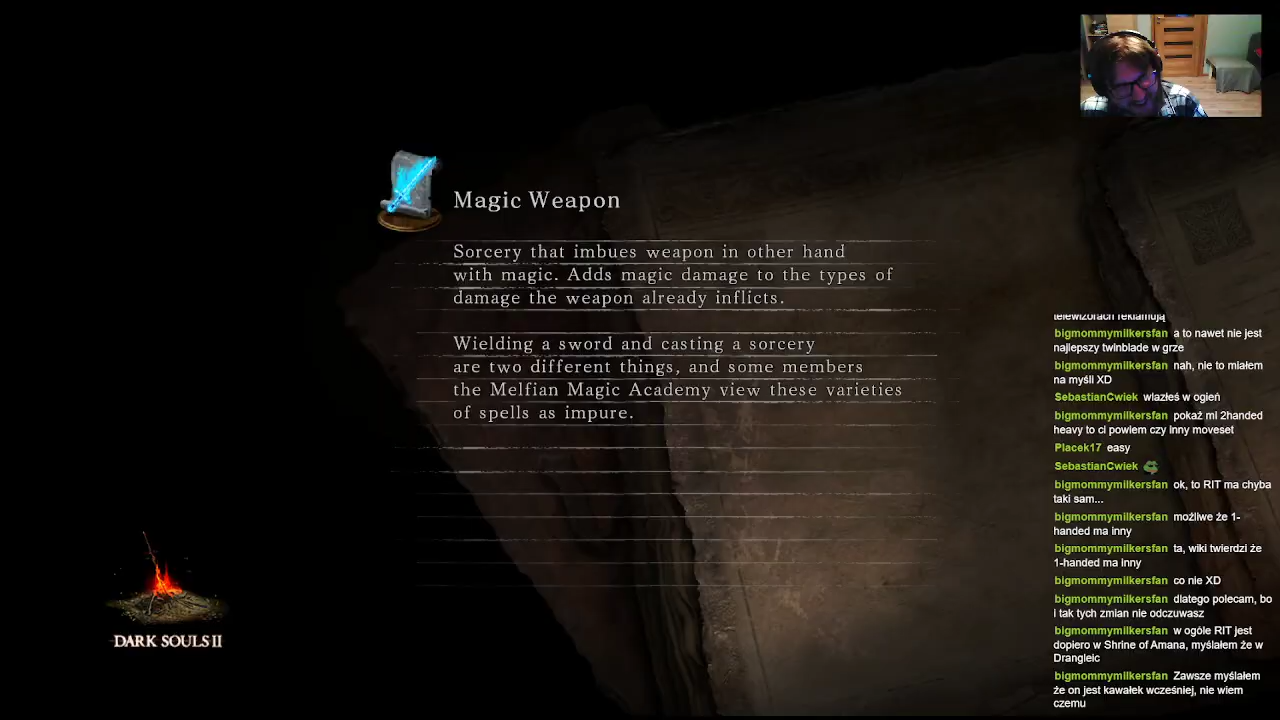 Magic Weapon
Sorcery that imbues weapon in other hand
with magic. Adds magic damage to the types of
damage the weapon already inflicts.
Wielding a sword and casting a sorcery
are two different things, and some members
the Melfian Magic Academy view these varieties
of spells as impure.
DARK SOULS II
telewizorach reklamują
bigmommymilkersfan a to nawet nie jest
najlepszy twinblade w grze
bigmommymilkersfan nah, nie to miałem
na myśli XD
SebastianCwiek wlazłeś w ogień
bigmommymilkersfan pokaż mi 2handed
heavy to ci powiem czy inny moveset
Placek17 easy
SebastianCwiek
bigmommymilkersfan ok, to RIT ma chyba
taki sam...
bigmommymilkersfan możliwe że 1-
handed ma inny
bigmommymilkersfan ta, wiki twierdzi że
1-handed ma inny
bigmommymilkersfan co nie XD
bigmommymilkersfan dlatego polecam, bo
i tak tych zmian nie odczuwasz
bigmommymilkersfan w ogóle RIT jest
dopiero w Shrine of Amana, myślałem że w
Drangleic
bigmommymilkersfan Zawsze myślałem
że on jest kawałek wcześniej, nie wiem
czemu